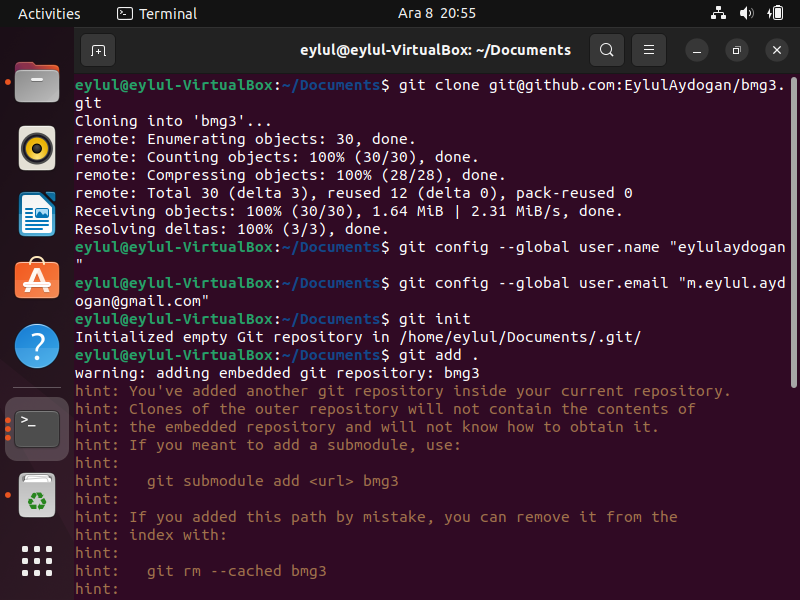 Activities Terminal Ara 8 20:55
eylul@eylul-VirtualBox: ~/Documents
eylul@eylul-VirtualBox:~/Documents$ git clone git@github.com:EylulAydogan/bmg3.
git
Cloning into 'bmg3'...
remote: Enumerating objects: 30, done.
remote: Counting objects: 100% (30/30), done.
remote: Compressing objects: 100% (28/28), done.
remote: Total 30 (delta 3), reused 12 (delta 0), pack-reused 0
Receiving objects: 100% (30/30), 1.64 MiB | 2.31 MiB/s, done.
Resolving deltas: 100% (3/3), done.
eylul@eylul-VirtualBox:~/Documents$ git config --global user.name "eylulaydogan
"
eylul@eylul-VirtualBox:~/Documents$ git config --global user.email "m.eylul.ayd
ogan@gmail.com"
eylul@eylul-VirtualBox:~/Documents$ git init
Initialized empty Git repository in /home/eylul/Documents/.git/
eylul@eylul-VirtualBox:~/Documents$ git add .
warning: adding embedded git repository: bmg3
hint: You've added another git repository inside your current repository.
hint: Clones of the outer repository will not contain the contents of
hint: the embedded repository and will not know how to obtain it.
hint: If you meant to add a submodule, use:
hint:
hint:   git submodule add <url> bmg3
hint:
hint: If you added this path by mistake, you can remove it from the
hint: index with:
hint:
hint:   git rm --cached bmg3
hint: